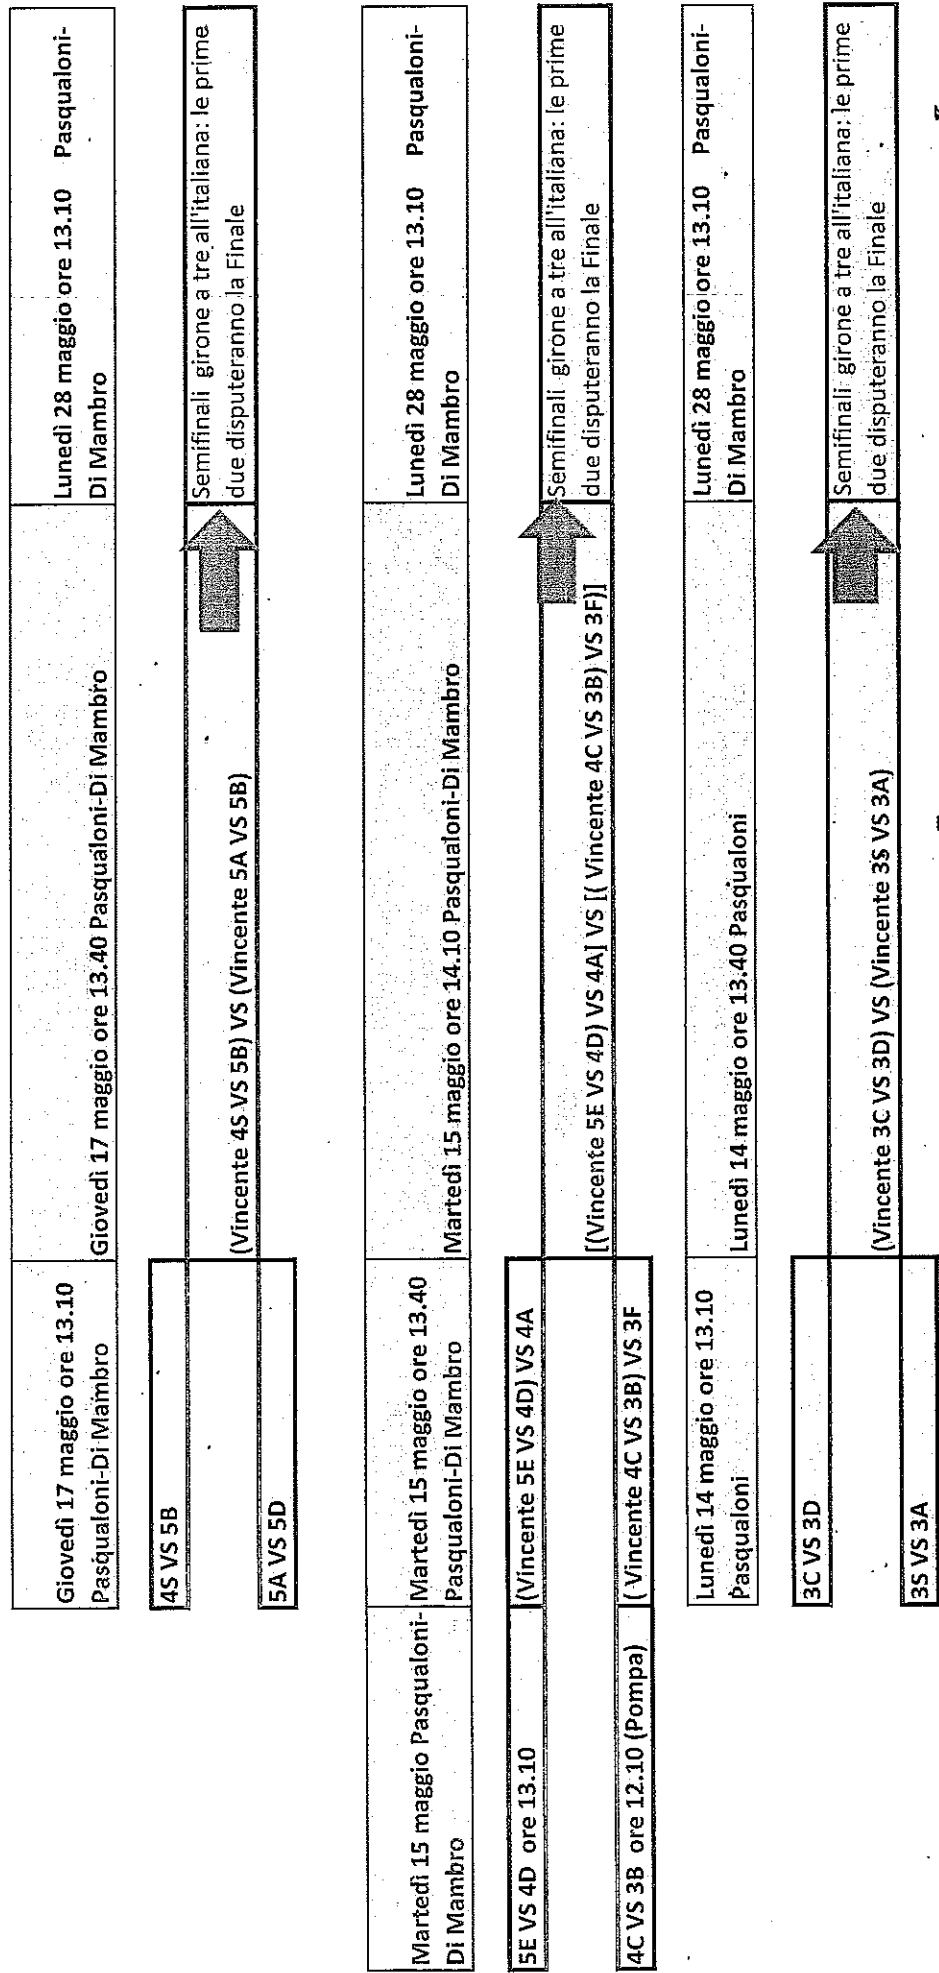 Giovedì 17 maggio ore 13.10
Pasqualoni-Di Mambro
Giovedì 17 maggio ore 13.40 Pasqualoni-Di Mambro
Lunedì 28 maggio ore 13.10 Pasqualoni-
Di Mambro
4S VS 5B
(Vincente 4S VS 5B) VS (Vincente 5A VS 5B)
5A VS 5D
Semifinali girone a tre all'italiana: le prime
due disputeranno la Finale
Martedì 15 maggio Pasqualoni-
Di Mambro
Martedì 15 maggio ore 13.40
Pasqualoni-Di Mambro
Martedì 15 maggio ore 14.10 Pasqualoni-Di Mambro
Lunedì 28 maggio ore 13.10 Pasqualoni-
Di Mambro
5E VS 4D ore 13.10
(Vincente 5E VS 4D) VS 4A
[(Vincente 5E VS 4D) VS 4A] VS [( Vincente 4C VS 3B) VS 3F)]
4C VS 3B ore 12.10 (Pompa)
( Vincente 4C VS 3B) VS 3F
Semifinali girone a tre all'italiana: le prime
due disputeranno la Finale
Lunedì 14 maggio ore 13.10
Pasqualoni
Lunedì 14 maggio ore 13.40 Pasqualoni
Lunedì 28 maggio ore 13.10 Pasqualoni-
Di Mambro
3C VS 3D
(Vincente 3C VS 3D) VS (Vincente 3S VS 3A)
3S VS 3A
Semifinali girone a tre all'italiana: le prime
due disputeranno la Finale